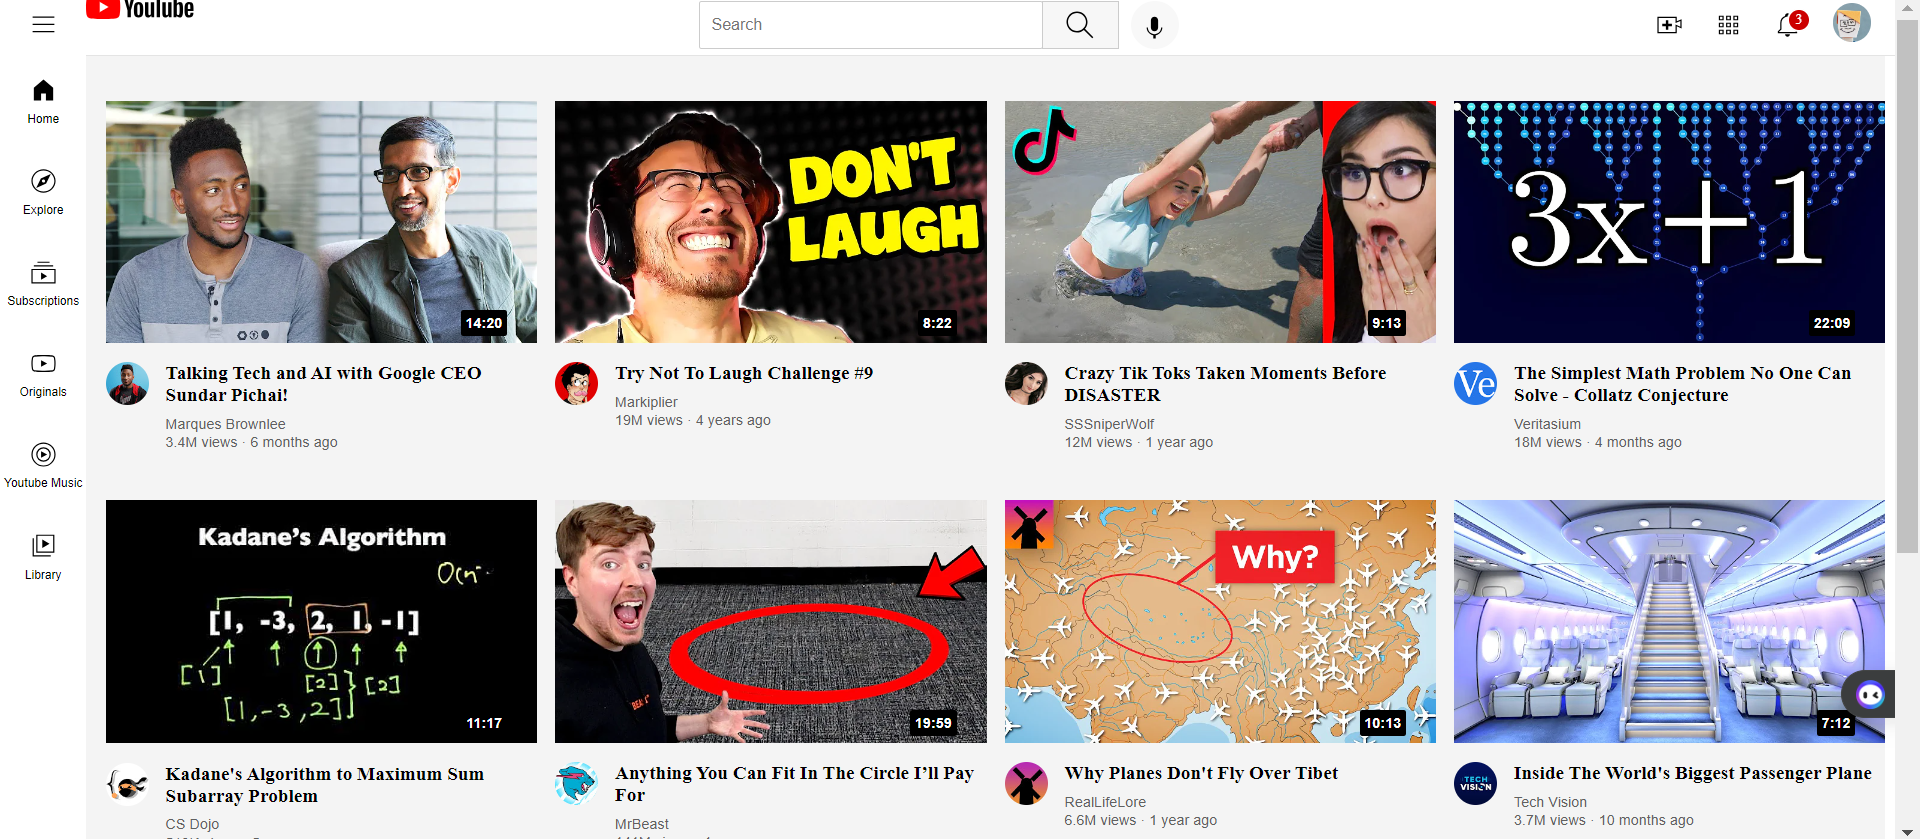 YouTube
Search
3
Home
Explore
Subscriptions
Originals
Youtube Music
Library
14:20
Talking Tech and AI with Google CEO
Sundar Pichai!
Marques Brownlee
3.4M views · 6 months ago
DON'T
LAUGH
8:22
Try Not To Laugh Challenge #9
Markiplier
19M views · 4 years ago
9:13
Crazy Tik Toks Taken Moments Before
DISASTER
SSSniperWolf
12M views · 1 year ago
3x+1
22:09
Ve
The Simplest Math Problem No One Can
Solve - Collatz Conjecture
Veritasium
18M views · 4 months ago
Kadane's Algorithm
[1, -3, 2, 1, -1]
[1]
[2]
[2]
[1, -3, 2]
11:17
Kadane's Algorithm to Maximum Sum
Subarray Problem
CS Dojo
19:59
Anything You Can Fit In The Circle I’ll Pay
For
MrBeast
Why?
10:13
Why Planes Don't Fly Over Tibet
RealLifeLore
6.6M views · 1 year ago
7:12
TECH
VISION
Inside The World's Biggest Passenger Plane
Tech Vision
3.7M views · 10 months ago